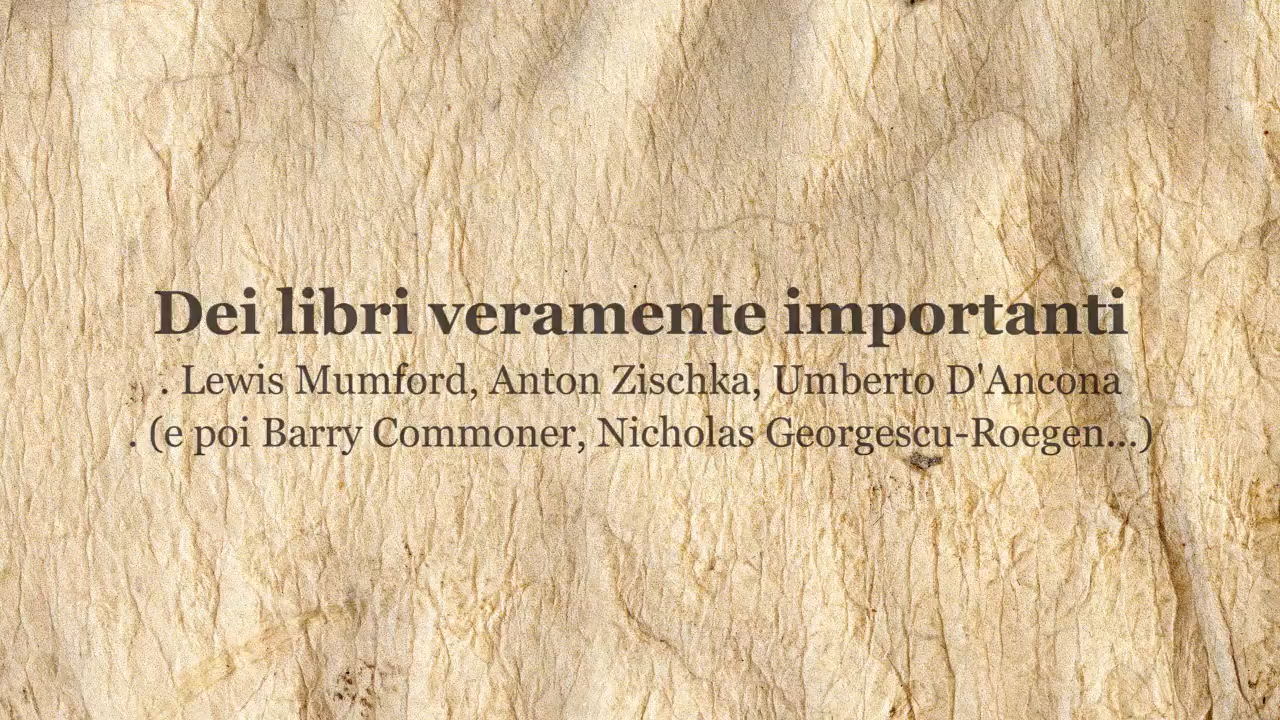 Dei libri veramente importanti
. Lewis Mumford, Anton Zischka, Umberto D'Ancona
. (e poi Barry Commoner, Nicholas Georgescu-Roegen...)